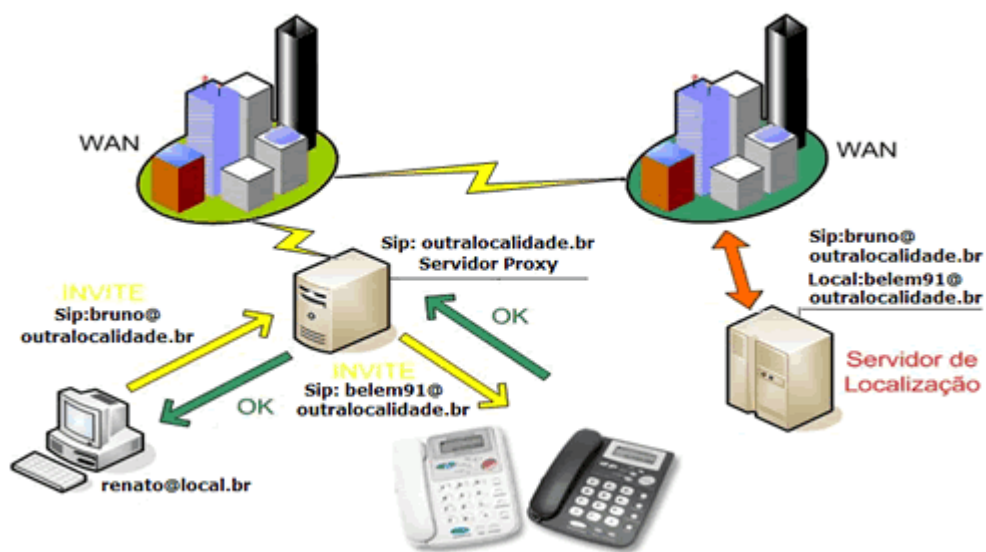 WAN
WAN
Sip: outralocalidade.br
Servidor Proxy
Sip:bruno@
outralocalidade.br
Local:belem91@
outralocalidade.br
INVITE
Sip:bruno@
outralocalidade.br
OK
INVITE
Sip: belem91@
outralocalidade.br
OK
Servidor de
Localização
renato@local.br